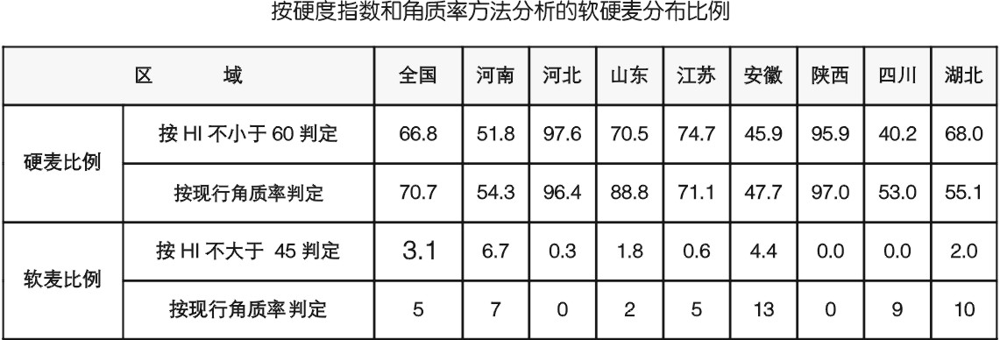 按硬度指数和角质率方法分析的软硬麦分布比例
区 域 全国 河南 河北 山东 江苏 安徽 陕西 四川 湖北
硬麦比例
按 HI 不小于 60 判定 66.8 51.8 97.6 70.5 74.7 45.9 95.9 40.2 68.0
按现行角质率判定 70.7 54.3 96.4 88.8 71.1 47.7 97.0 53.0 55.1
软麦比例
按 HI 不大于 45 判定 3.1 6.7 0.3 1.8 0.6 4.4 0.0 0.0 2.0
按现行角质率判定 5 7 0 2 5 13 0 9 10